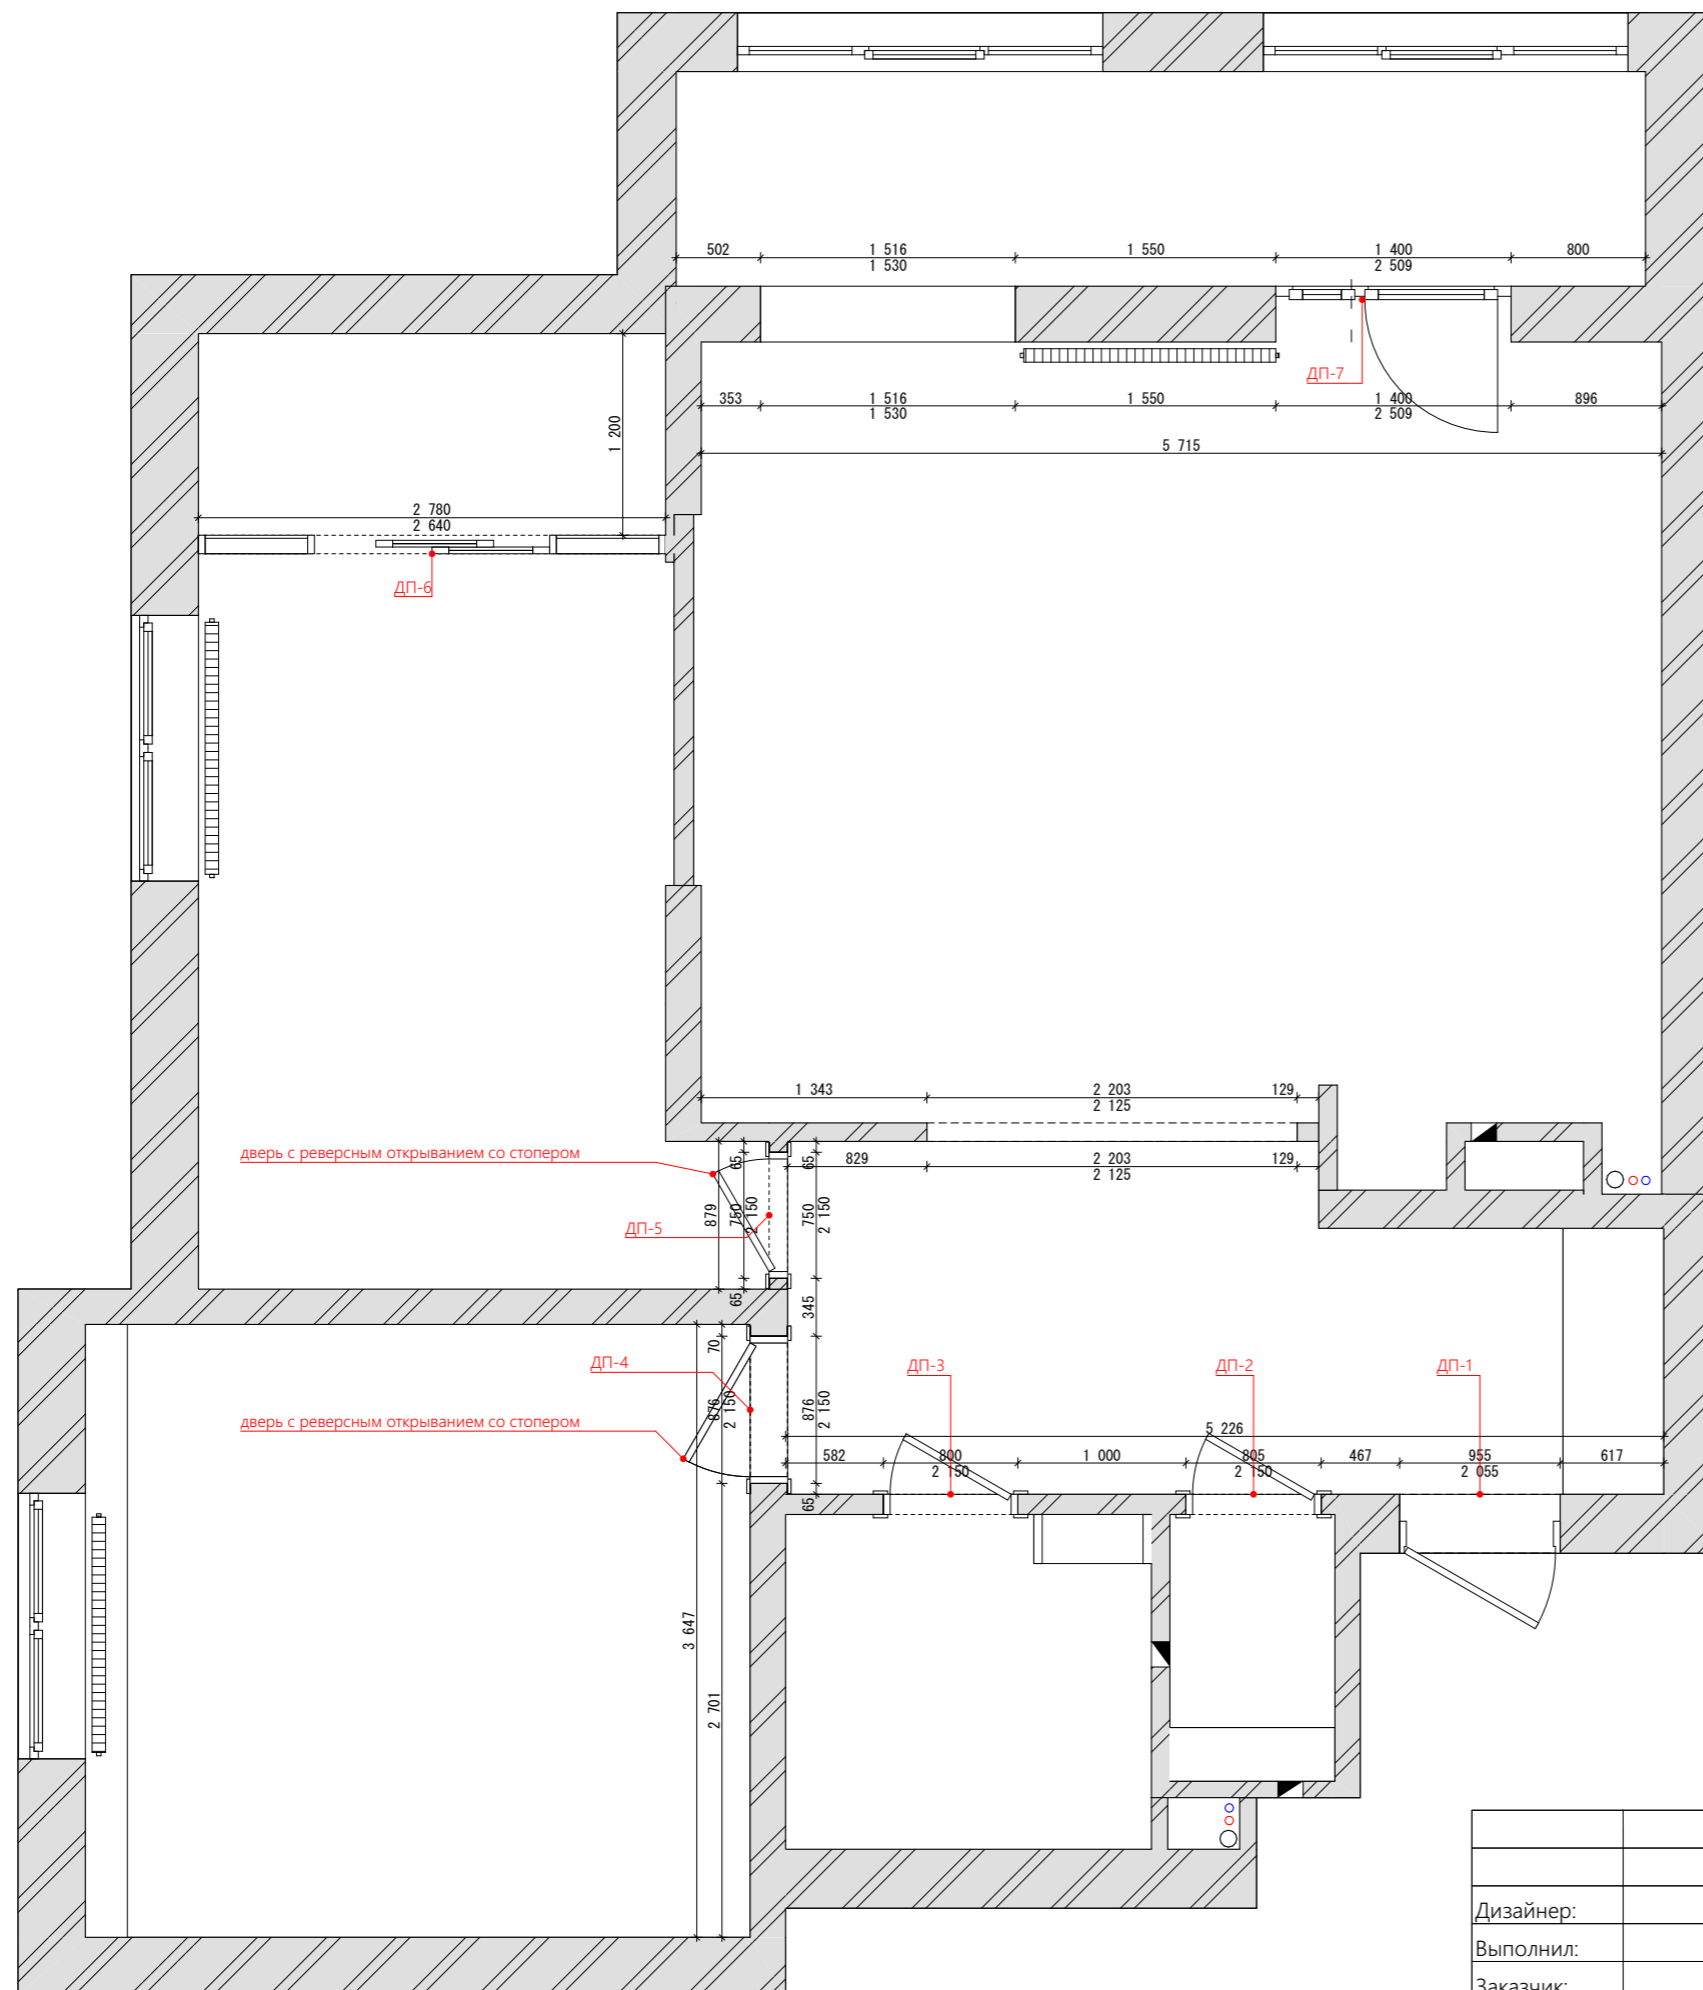 502 1 516 1 550 1 400 800
1 530 2 509
ДП-7
353 1 516 1 550 1 400 896
1 530 2 509
5 715
1 200
2 780
2 640
ДП-6
1 343 2 203 129
2 125
дверь с реверсным открыванием со стопером
829 2 203 129
2 125
65
65
879
750
2 150
750
2 150
ДП-5
65
345
70
ДП-4
ДП-3
ДП-2
ДП-1
876
2 150
876
2 150
дверь с реверсным открыванием со стопером
5 226
582 800 1 000 805 467 955 617
2 150 2 150 2 055
65
3 647
2 701
Дизайнер:
Выполнил:
Заказчик: